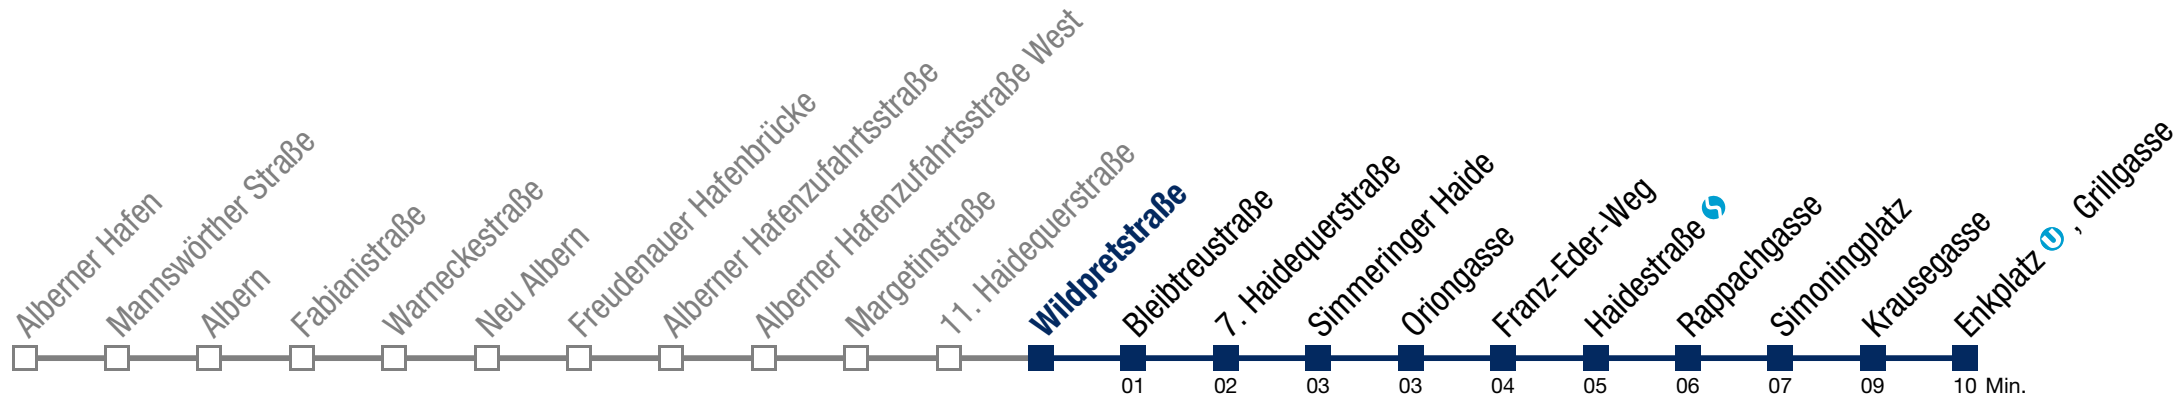 Alberner Hafen
Mannswörther Straße
Albern
Fabianistraße
Warneckestraße
Neu Albern
Freudenauer Hafenbrücke
Alberner Hafenzufahrtsstraße
Alberner Hafenzufahrtsstraße West
Margetinstraße
11. Haidequerstraße
Wildpretstraße
Bleibtreustraße
7. Haidequerstraße
Simmeringer Haide
Oriongasse
Franz-Eder-Weg
Haidestraße S
Rappachgasse
Simoningplatz
Krausegasse
Enkplatz U , Grillgasse
01 02 03 03 04 05 06 07 09 10 Min.